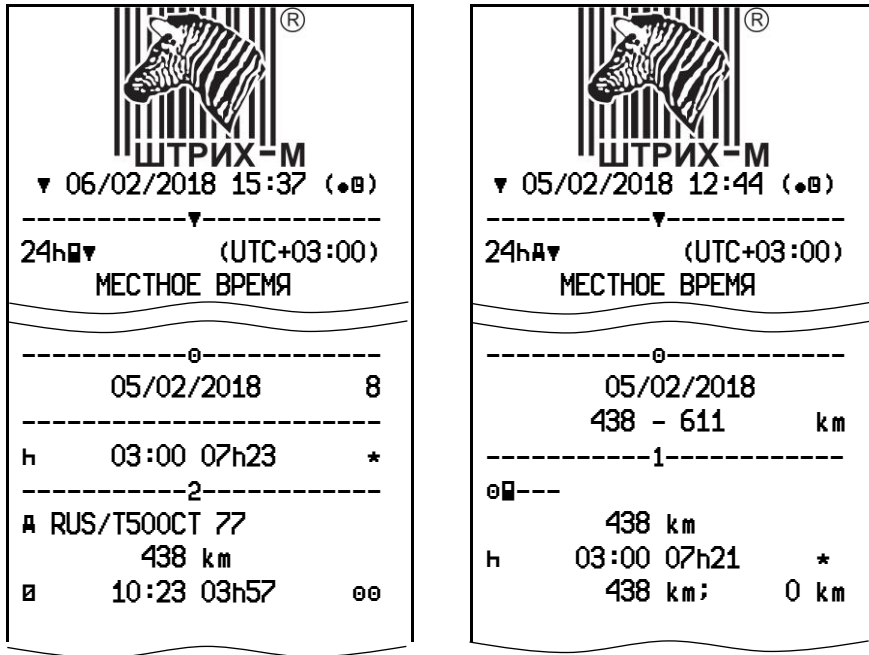 ®
ШТРИХ-М
▼ 06/02/2018 15:37 (●)
------------▼------------
24h▼ (UTC+03:00)
МЕСТНОЕ ВРЕМЯ
05/02/2018 8
-------------------------
h 03:00 07h23 *
------------2------------
RUS/T500CT 77
438 km
10:23 03h57
®
ШТРИХ-М
▼ 05/02/2018 12:44 (●)
------------▼------------
24h▼ (UTC+03:00)
МЕСТНОЕ ВРЕМЯ
05/02/2018
438 - 611 km
------------1------------
---
438 km
h 03:00 07h21 *
438 km; 0 km